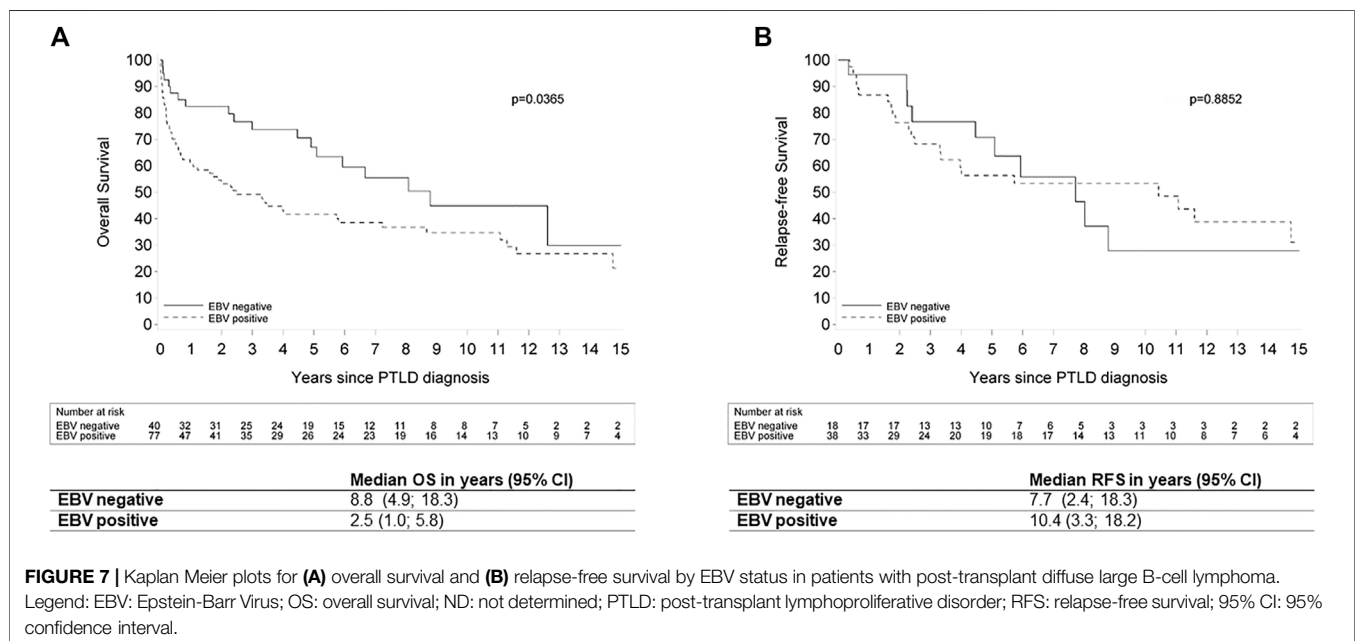 A
100
90
80
70
60
50
40
30
20
10
0
Overall Survival
p=0.0365
EBV negative
EBV positive
0 1 2 3 4 5 6 7 8 9 10 11 12 13 14 15
Years since PTLD diagnosis
Number at risk
EBV negative 40 32 31 25 24 19 15 12 11 8 8 7 5 2 2 2
EBV positive 77 47 41 35 29 26 24 23 19 16 14 13 10 9 7 4
Median OS in years (95% CI)
EBV negative 8.8 (4.9; 18.3)
EBV positive 2.5 (1.0; 5.8)
B
100
90
80
70
60
50
40
30
20
10
0
Relapse-free Survival
p=0.8852
EBV negative
EBV positive
0 1 2 3 4 5 6 7 8 9 10 11 12 13 14 15
Years since PTLD diagnosis
Number at risk
EBV negative 18 17 17 13 13 10 7 6 5 3 3 3 3 2 2 2
EBV positive 38 33 29 24 20 19 18 17 14 13 11 10 8 7 6 4
Median RFS in years (95% CI)
EBV negative 7.7 (2.4; 18.3)
EBV positive 10.4 (3.3; 18.2)
FIGURE 7 | Kaplan Meier plots for (A) overall survival and (B) relapse-free survival by EBV status in patients with post-transplant diffuse large B-cell lymphoma.
Legend: EBV: Epstein-Barr Virus; OS: overall survival; ND: not determined; PTLD: post-transplant lymphoproliferative disorder; RFS: relapse-free survival; 95% CI: 95%
confidence interval.